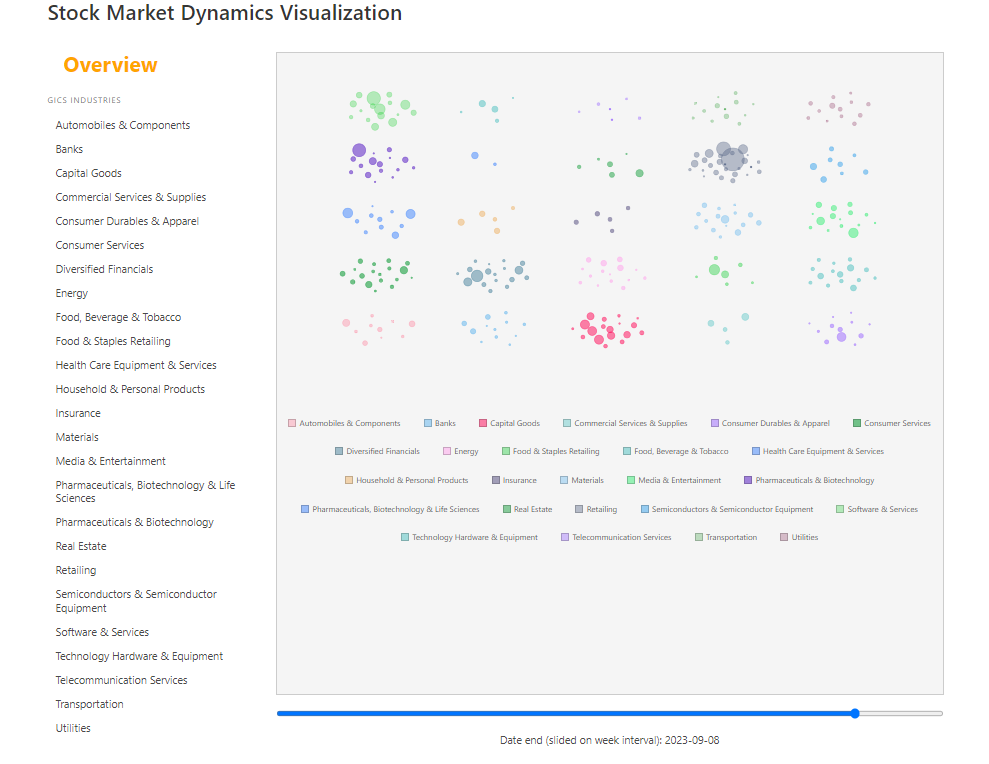 Stock Market Dynamics Visualization
Overview
GICS INDUSTRIES
Automobiles & Components
Banks
Capital Goods
Commercial Services & Supplies
Consumer Durables & Apparel
Consumer Services
Diversified Financials
Energy
Food, Beverage & Tobacco
Food & Staples Retailing
Health Care Equipment & Services
Household & Personal Products
Insurance
Materials
Media & Entertainment
Pharmaceuticals, Biotechnology & Life
Sciences
Pharmaceuticals & Biotechnology
Real Estate
Retailing
Semiconductors & Semiconductor
Equipment
Software & Services
Technology Hardware & Equipment
Telecommunication Services
Transportation
Utilities
Automobiles & Components Banks Capital Goods Commercial Services & Supplies Consumer Durables & Apparel Consumer Services
Diversified Financials Energy Food & Staples Retailing Food, Beverage & Tobacco Health Care Equipment & Services
Household & Personal Products Insurance Materials Media & Entertainment Pharmaceuticals & Biotechnology
Pharmaceuticals, Biotechnology & Life Sciences Real Estate Retailing Semiconductors & Semiconductor Equipment Software & Services
Technology Hardware & Equipment Telecommunication Services Transportation Utilities
Date end (slided on week interval): 2023-09-08